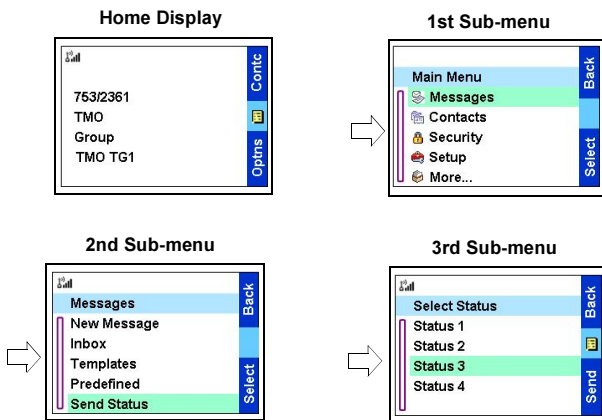 Home Display
Contc
753/2361
TMO
Group
TMO TG1
Optns
1st Sub-menu
Back
Main Menu
Messages
Contacts
Security
Setup
More...
Select
2nd Sub-menu
Back
Messages
New Message
Inbox
Templates
Predefined
Send Status
Select
3rd Sub-menu
Back
Select Status
Status 1
Status 2
Status 3
Status 4
Send